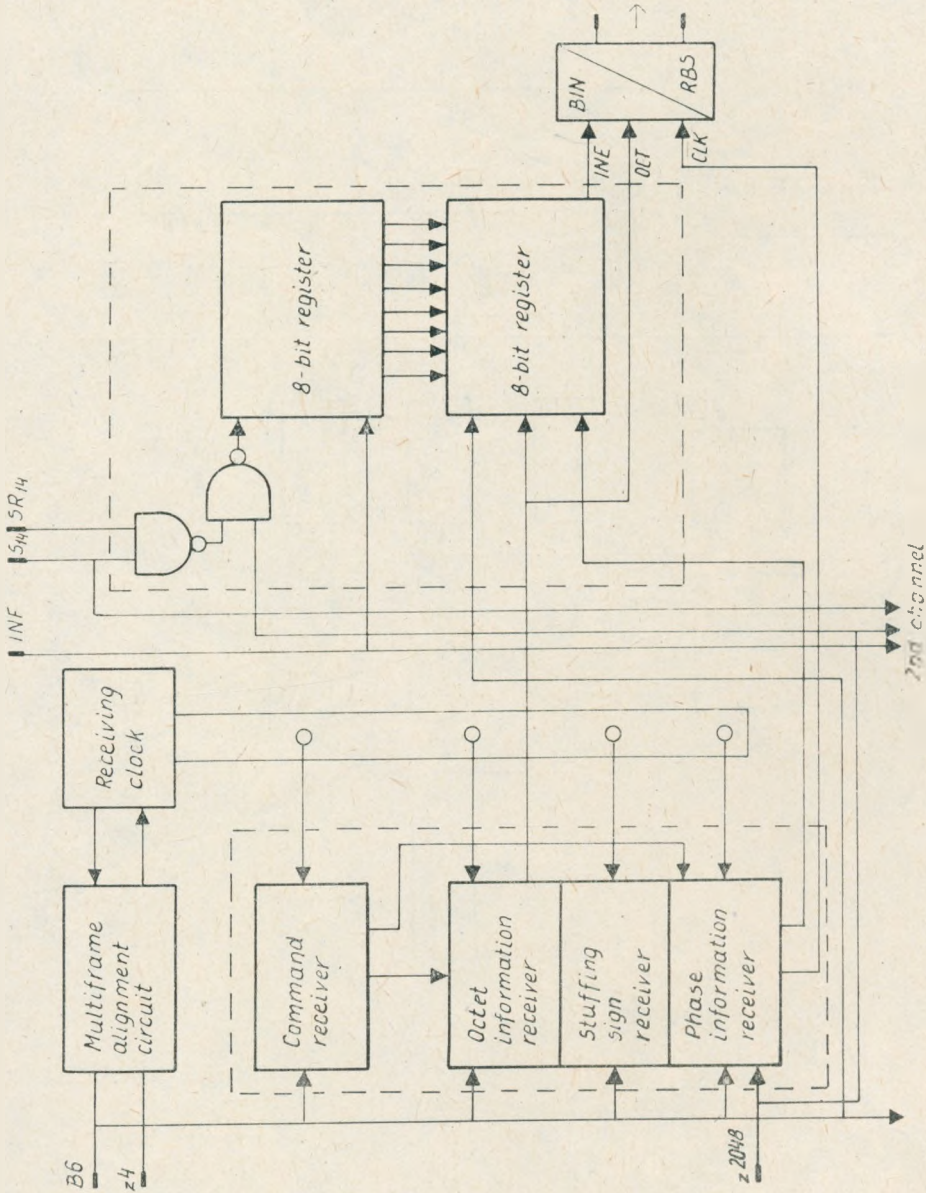 B6
z4
Multiframe
alignment
circuit
Receiving
clock
INF
S14
SR14
Command
receiver
Octet
information
receiver
Stuffing
sign
receiver
Phase
information
receiver
z 2048
8-bit register
8-bit register
INE
OCT
CLK
BIN
RBS
→
2nd channel